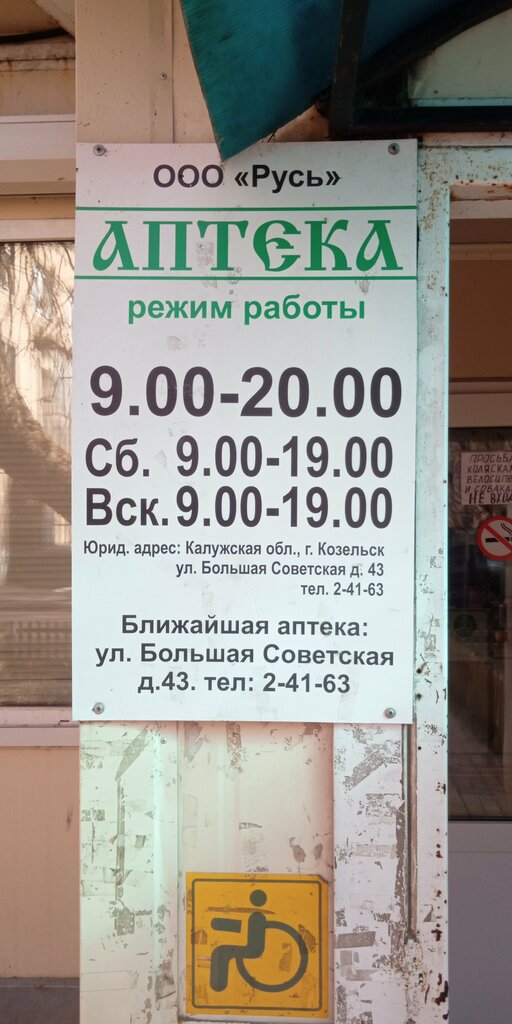 ООО «Русь»
АПТЕКА
режим работы
9.00-20.00
Сб. 9.00-19.00
Вск. 9.00-19.00
Юрид. адрес: Калужская обл., г. Козельск
ул. Большая Советская д. 43
тел. 2-41-63
Ближайшая аптека:
ул. Большая Советская
д.43. тел: 2-41-63
НЕ